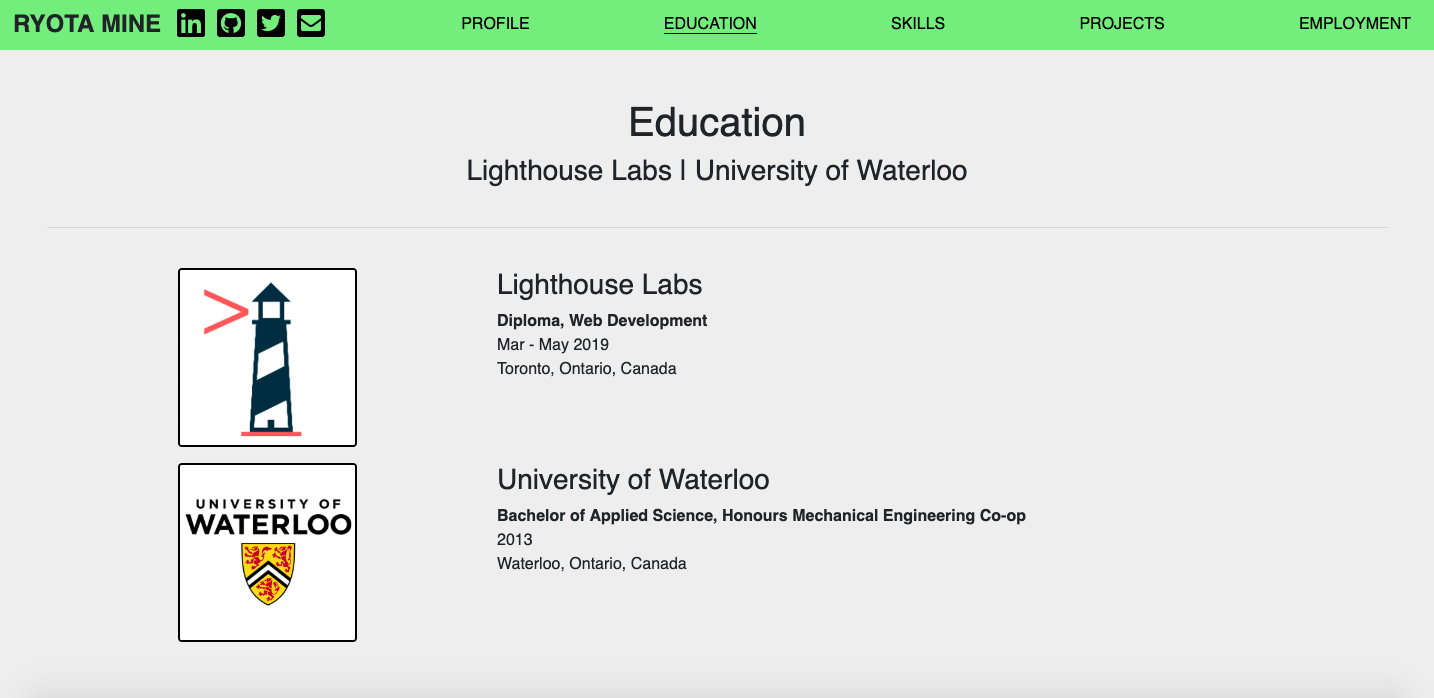 RYOTA MINE PROFILE EDUCATION SKILLS PROJECTS EMPLOYMENT
Education
Lighthouse Labs | University of Waterloo
Lighthouse Labs
Diploma, Web Development
Mar - May 2019
Toronto, Ontario, Canada
UNIVERSITY OF
WATERLOO
University of Waterloo
Bachelor of Applied Science, Honours Mechanical Engineering Co-op
2013
Waterloo, Ontario, Canada